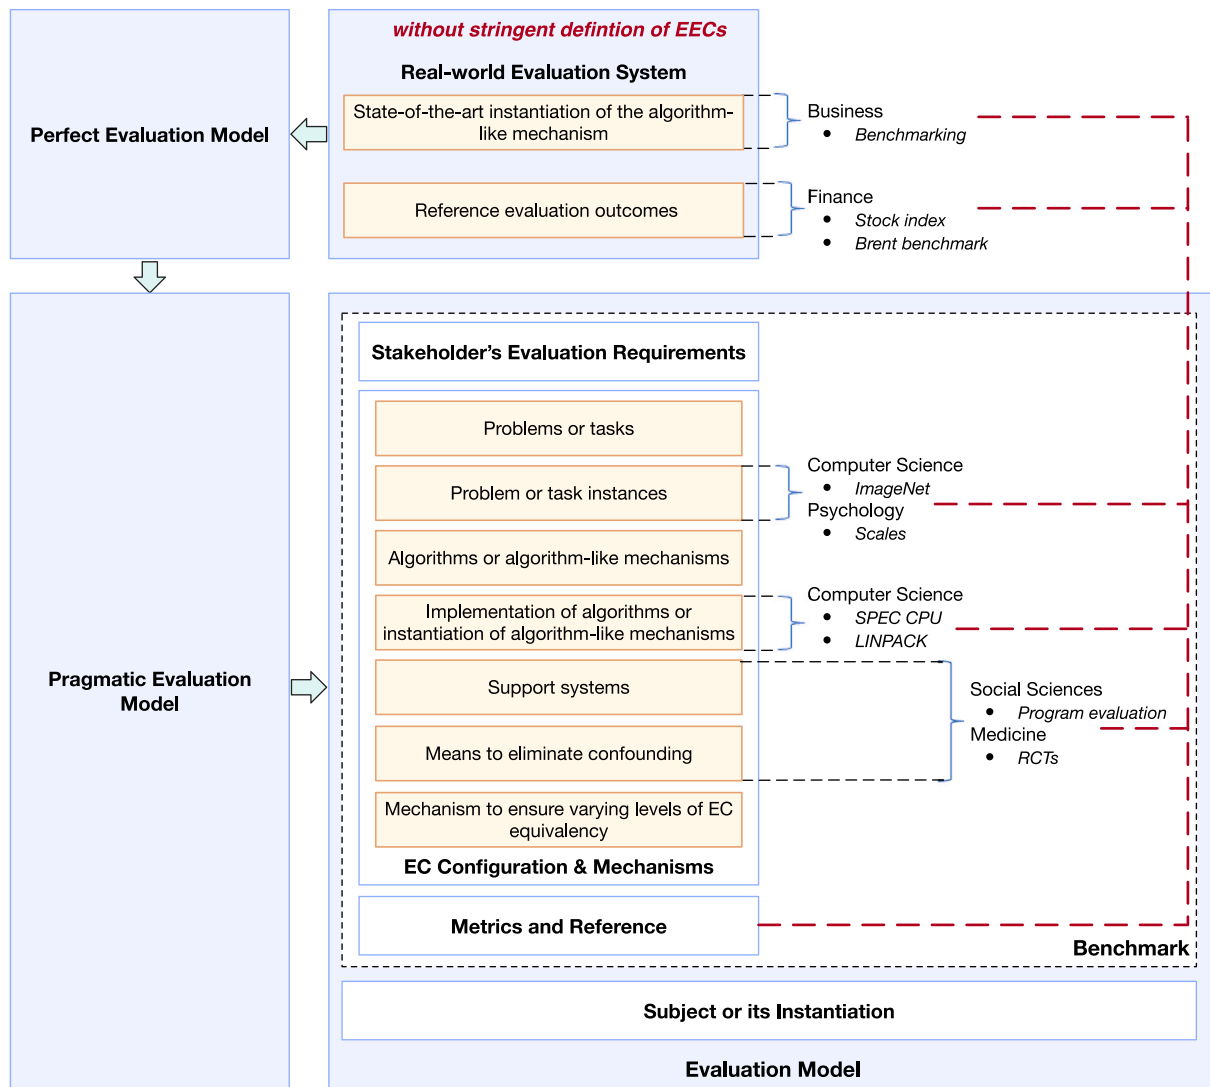 without stringent defintion of EECs
Real-world Evaluation System
Perfect Evaluation Model
State-of-the-art instantiation of the algorithm-
like mechanism
Business
• Benchmarking
Reference evaluation outcomes
Finance
• Stock index
• Brent benchmark
Pragmatic Evaluation
Model
Stakeholder's Evaluation Requirements
Problems or tasks
Problem or task instances
Computer Science
• ImageNet
Psychology
• Scales
Algorithms or algorithm-like mechanisms
Implementation of algorithms or
instantiation of algorithm-like mechanisms
Computer Science
• SPEC CPU
• LINPACK
Support systems
Means to eliminate confounding
Social Sciences
• Program evaluation
Medicine
• RCTs
Mechanism to ensure varying levels of EC
equivalency
EC Configuration & Mechanisms
Metrics and Reference
Benchmark
Subject or its Instantiation
Evaluation Model